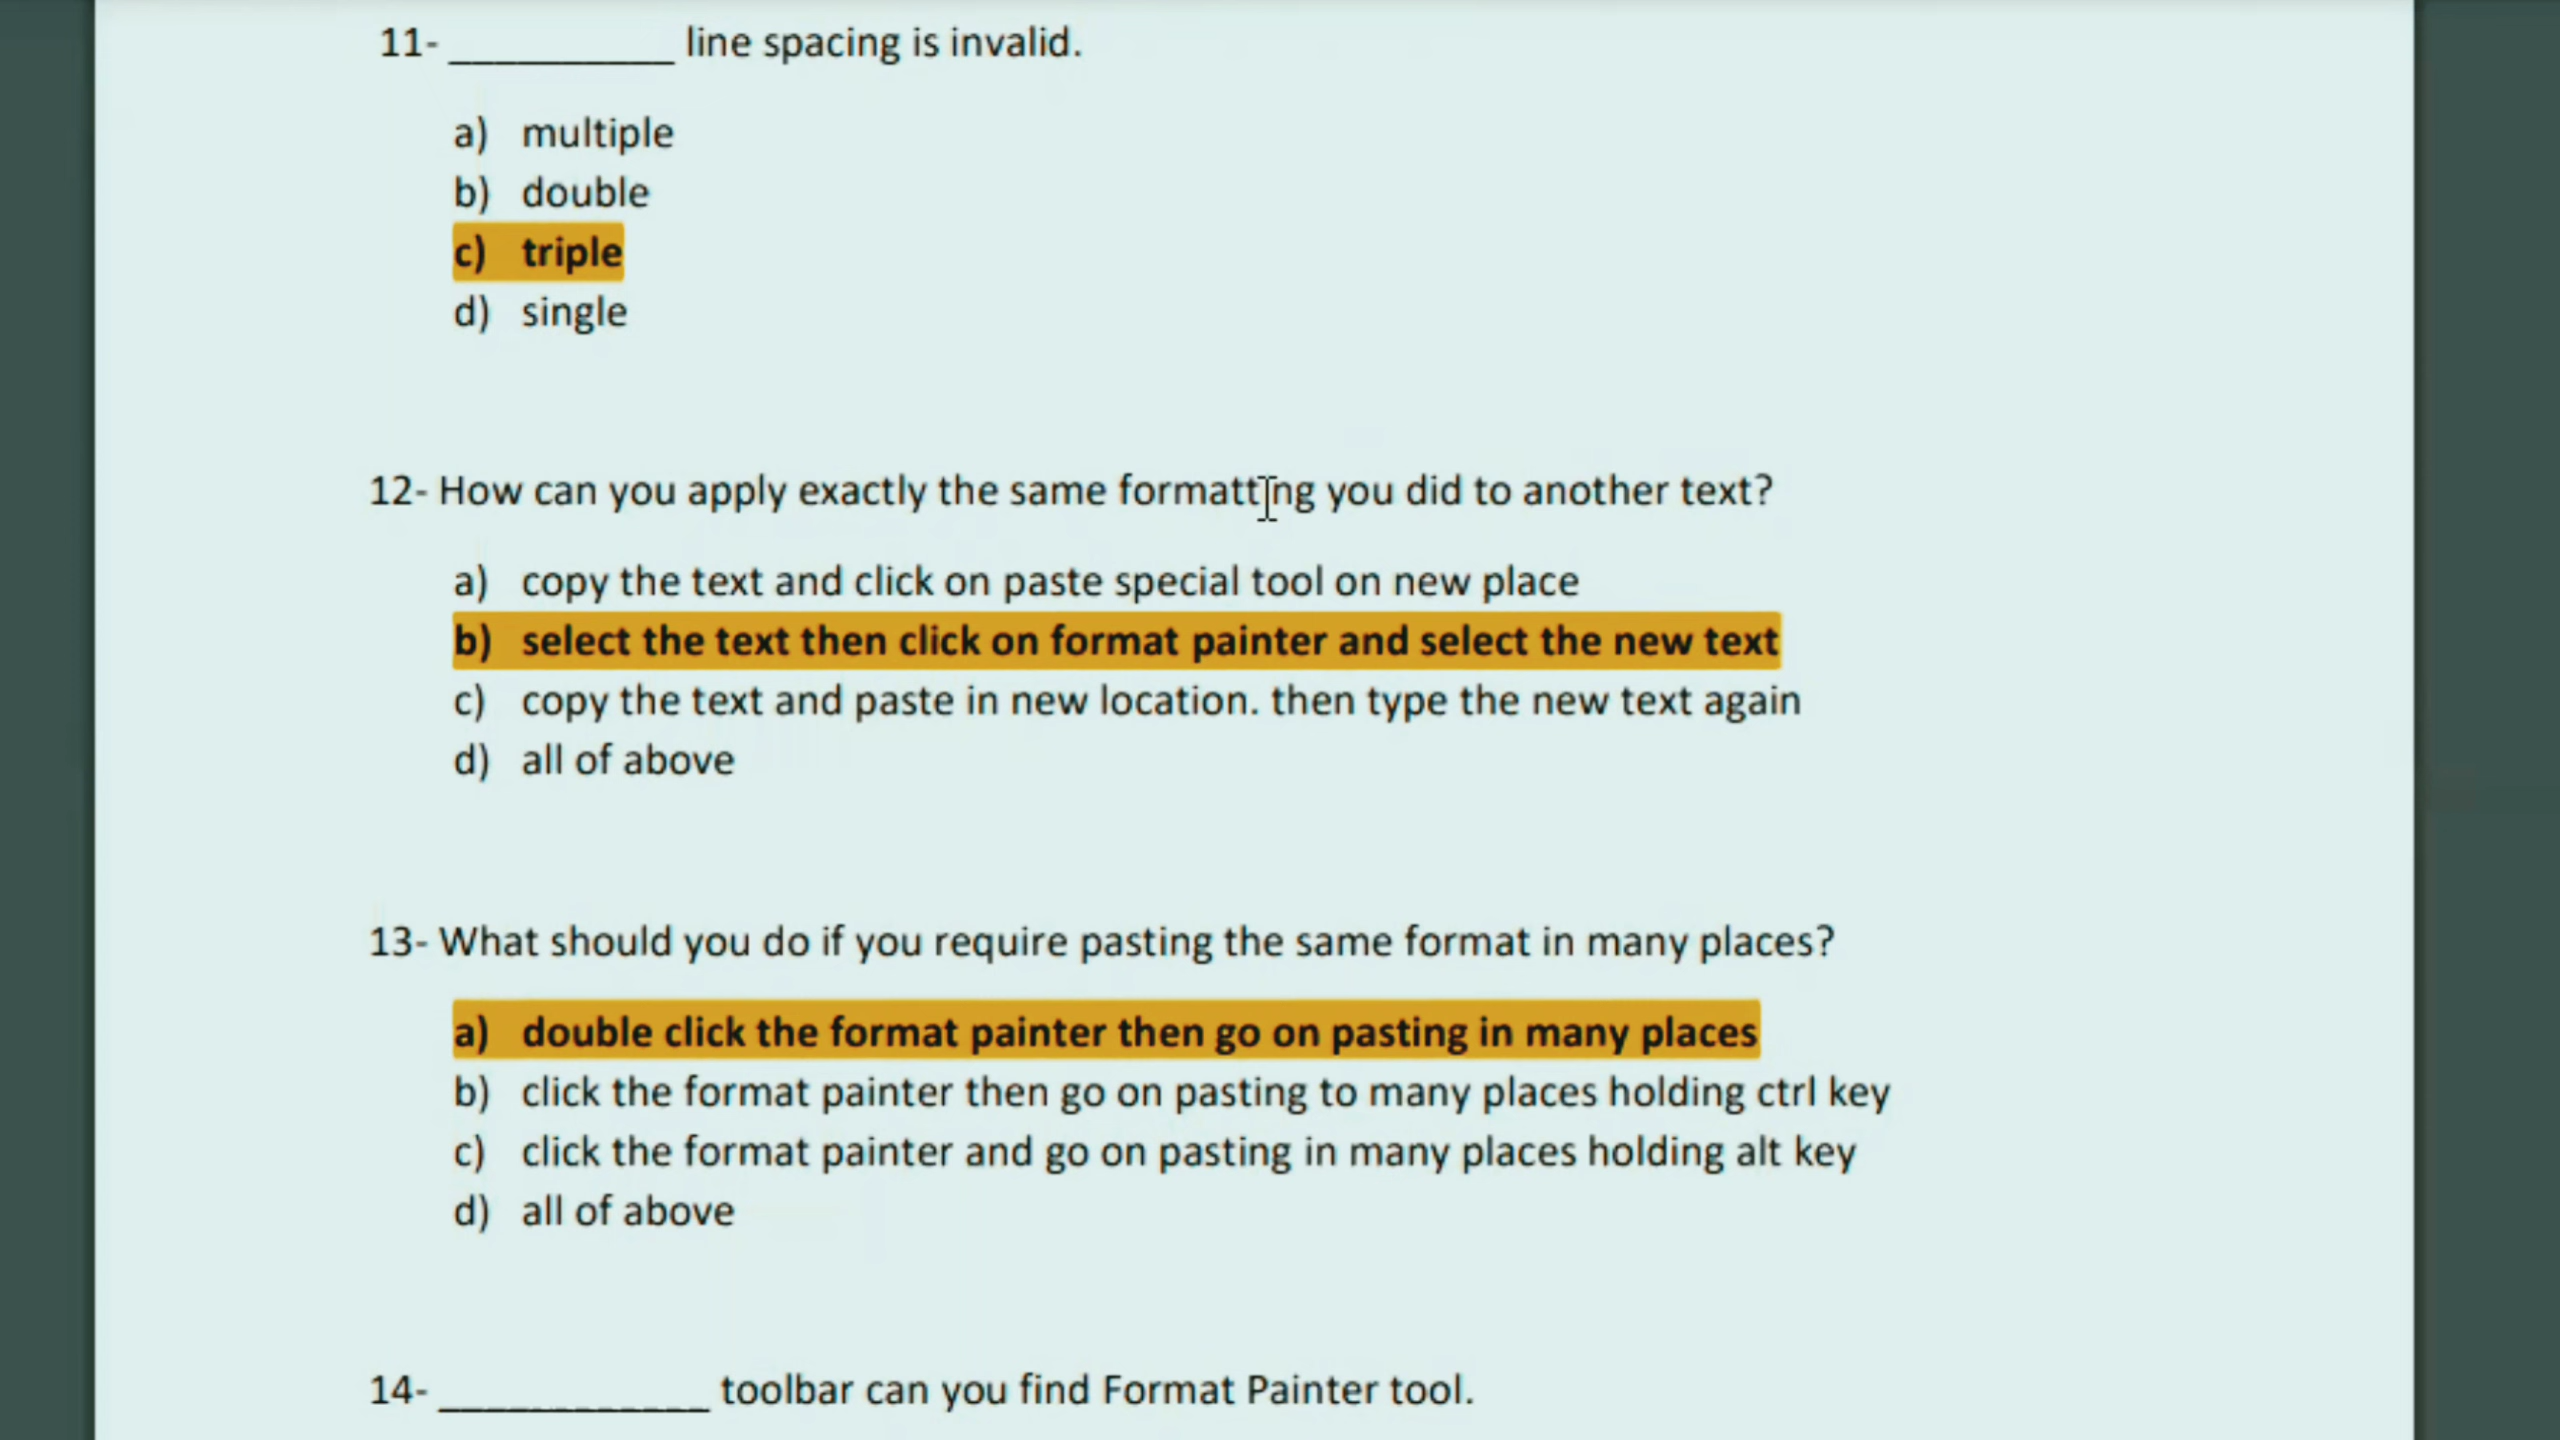 11- __________ line spacing is invalid.
a) multiple
b) double
c) triple
d) single
12- How can you apply exactly the same formatting you did to another text?
a) copy the text and click on paste special tool on new place
b) select the text then click on format painter and select the new text
c) copy the text and paste in new location. then type the new text again
d) all of above
13- What should you do if you require pasting the same format in many places?
a) double click the format painter then go on pasting in many places
b) click the format painter then go on pasting to many places holding ctrl key
c) click the format painter and go on pasting in many places holding alt key
d) all of above
14- ____________ toolbar can you find Format Painter tool.